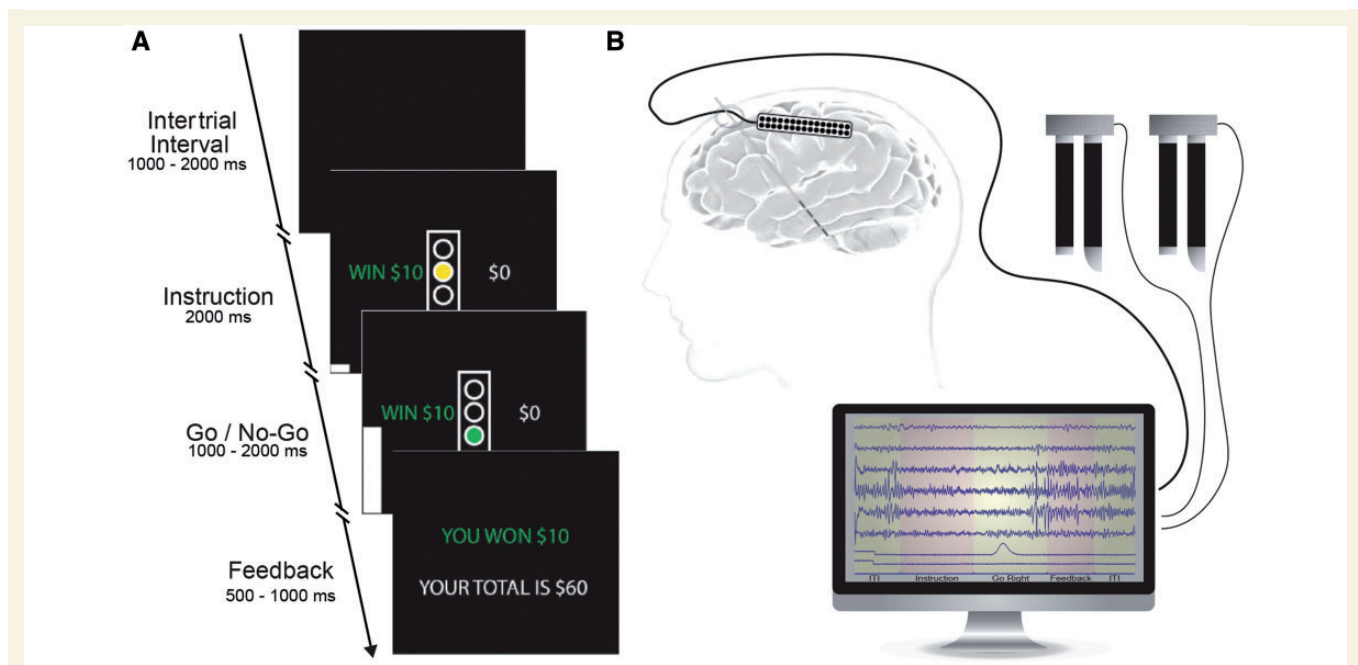 A
B
Intertrial
Interval
1000 - 2000 ms
WIN $10
$0
Instruction
2000 ms
WIN $10
$0
Go / No-Go
1000 - 2000 ms
YOU WON $10
YOUR TOTAL IS $60
Feedback
500 - 1000 ms
ITI Instruction Go Right Feedback ITI